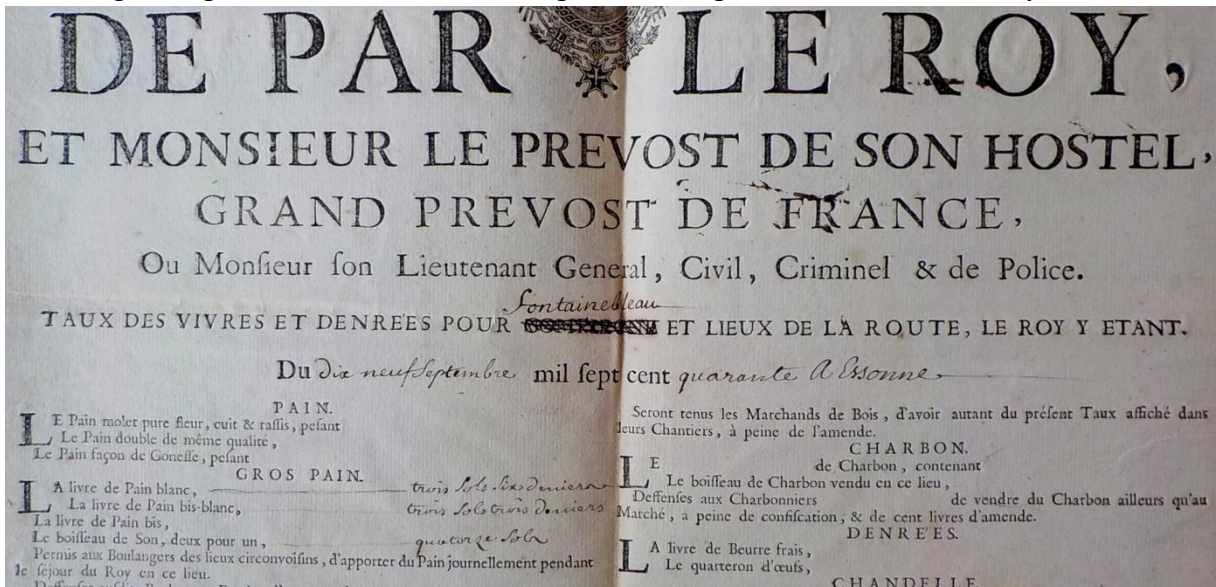 DE PAR LE ROY,
ET MONSIEUR LE PREVOST DE SON HOSTEL,
GRAND PREVOST DE FRANCE,
Ou Monſieur ſon Lieutenant General, Civil, Criminel & de Police.
Fontainebleau
TAUX DES VIVRES ET DENRE'ES POUR ET LIEUX DE LA ROUTE, LE ROY Y ETANT.
Du dix neuf Septembre mil ſept cent quarante A Essonne
PAIN.
LE Pain molet pure fleur, cuit & raſſis, peſant
Le Pain double de même qualité,
Le Pain façon de Goneſſe, peſant
GROS PAIN.
LA livre de Pain blanc, trois sols six deniers
La livre de Pain bis-blanc, trois sols trois deniers
La livre de Pain bis,
Le boiſſeau de Son, deux pour un, quatorze sols
Permis aux Boulangers des lieux circonvoiſins, d'apporter du Pain journellement pendant
le ſéjour du Roy en ce lieu.
Seront tenus les Marchands de Bois, d'avoir autant du préſent Taux affiché dans
leurs Chantiers, à peine de l'amende.
CHARBON.
LE de Charbon, contenant
Le boiſſeau de Charbon vendu en ce lieu,
Deffenſes aux Charbonniers de vendre du Charbon ailleurs qu'au
Marché, à peine de confiſcation, & de cent livres d'amende.
DENRE'ES.
LA livre de Beurre frais,
Le quarteron d'œufs,
CHANDELLE